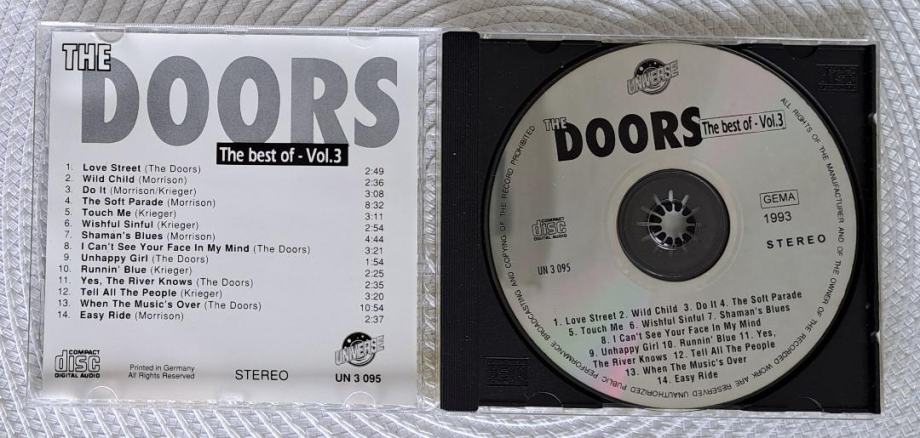 THE
DOORS
The best of - Vol.3
1. Love Street (The Doors) 2:49
2. Wild Child (Morrison) 2:36
3. Do It (Morrison/Krieger) 3:08
4. The Soft Parade (Morrison) 8:32
5. Touch Me (Krieger) 3:11
6. Wishful Sinful (Krieger) 2:54
7. Shaman's Blues (Morrison) 4:44
8. I Can't See Your Face In My Mind (The Doors) 3:21
9. Unhappy Girl (The Doors) 1:54
10. Runnin' Blue (Krieger) 2:25
11. Yes, The River Knows (The Doors) 2:35
12. Tell All The People (Krieger) 3:20
13. When The Music's Over (The Doors) 10:54
14. Easy Ride (Morrison) 2:37
COMPACT
disc
DIGITAL AUDIO
Printed in Germany
All Rights Reserved
STEREO
UNIVERSE
UN 3 095
UNIVERSE
THE
DOORS
The best of - Vol.3
ALL RIGHTS OF THE MANUFACTURER AND OF THE OWNER OF THE RECORDED WORK ARE RESERVED UNAUTHORIZED PUBLIC PERFORMANCE BROADCASTING AND COPYING OF THE RECORD PROHIBITED
COMPACT
disc
DIGITAL AUDIO
GEMA
1993
STEREO
UN 3 095
1. Love Street 2. Wild Child 3. Do It 4. The Soft Parade
5. Touch Me 6. Wishful Sinful 7. Shaman's Blues
8. I Can't See Your Face In My Mind
9. Unhappy Girl 10. Runnin' Blue 11. Yes,
The River Knows 12. Tell All The People
13. When The Music's Over
14. Easy Ride